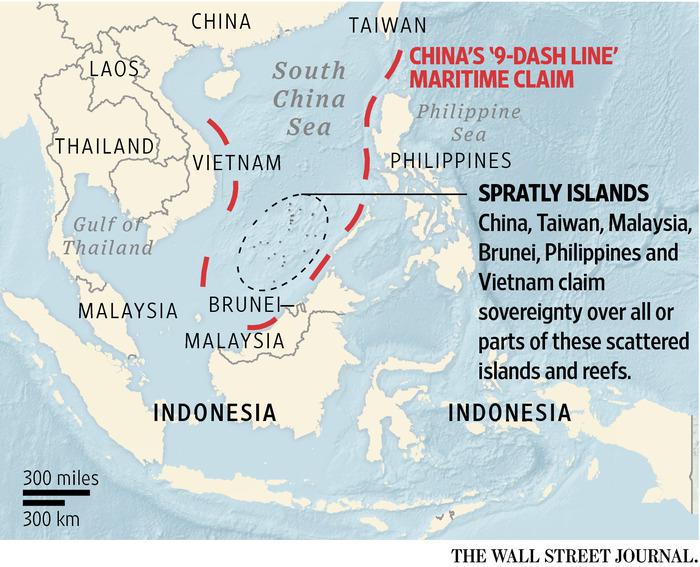 CHINA
TAIWAN
CHINA'S '9-DASH LINE'
MARITIME CLAIM
LAOS
South
China
Sea
Philippine
Sea
THAILAND
VIETNAM
PHILIPPINES
SPRATLY ISLANDS
China, Taiwan, Malaysia,
Brunei, Philippines and
Vietnam claim
sovereignty over all or
parts of these scattered
islands and reefs.
Gulf of
Thailand
MALAYSIA
BRUNEI
MALAYSIA
INDONESIA
INDONESIA
300 miles
300 km
THE WALL STREET JOURNAL.